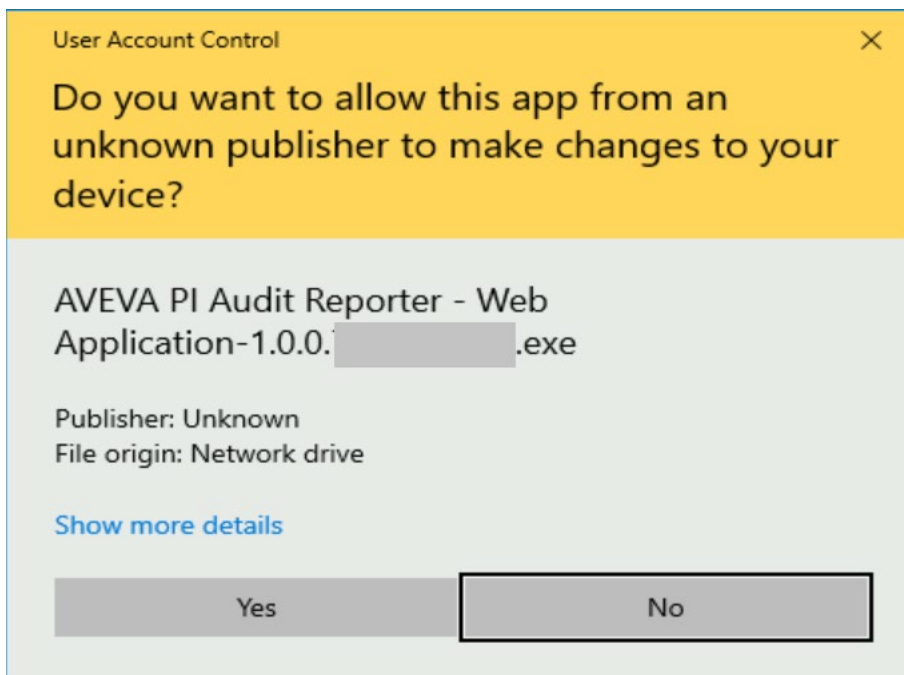 User Account Control
Do you want to allow this app from an
unknown publisher to make changes to your
device?
AVEVA PI Audit Reporter - Web
Application-1.0.0. .exe
Publisher: Unknown
File origin: Network drive
Show more details
Yes
No